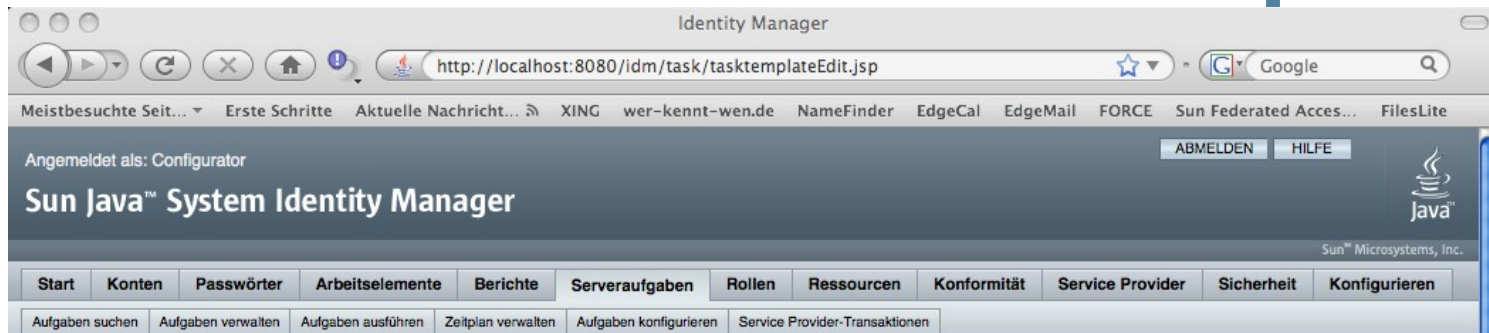 Identity Manager
http://localhost:8080/idm/task/tasktemplateEdit.jsp
Google
Meistbesuchte Seit... Erste Schritte Aktuelle Nachricht... XING wer-kennt-wen.de NameFinder EdgeCal EdgeMail FORCE Sun Federated Acces... FilesLite
Angemeldet als: Configurator ABMELDEN HILFE
Sun Java™ System Identity Manager
Java™
Sun™ Microsystems, Inc.
Start Konten Passwörter Arbeitselemente Berichte Serveraufgaben Rollen Ressourcen Konformität Service Provider Sicherheit Konfigurieren
Aufgaben suchen Aufgaben verwalten Aufgaben ausführen Zeitplan verwalten Aufgaben konfigurieren Service Provider-Transaktionen